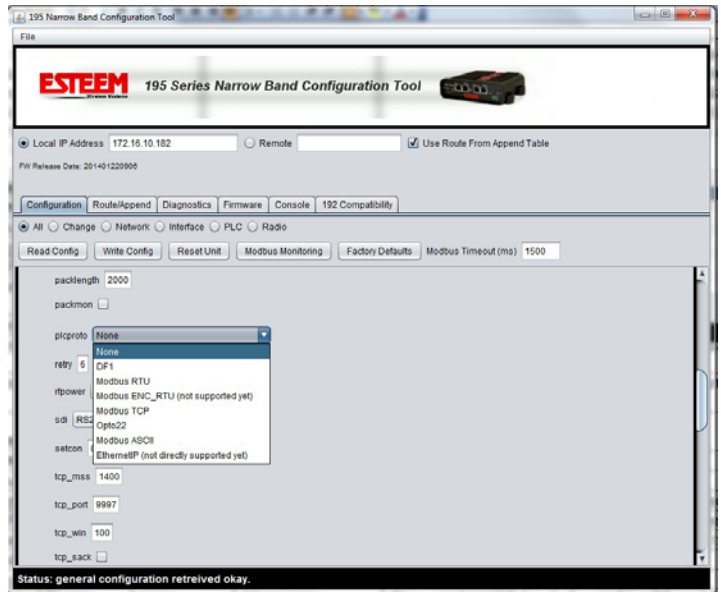 195 Narrow Band Configuration Tool
File
ESTEEM 195 Series Narrow Band Configuration Tool
Local IP Address 172.16.10.182 Remote Use Route From Append Table
FW Release Date: 201401220906
Configuration Route/Append Diagnostics Firmware Console 192 Compatibility
All Change Network Interface PLC Radio
Read Config Write Config Reset Unit Modbus Monitoring Factory Defaults Modbus Timeout (ms) 1500
packlength 2000
packmon
plcproto None
None
retry 6 DF1
Modbus RTU
rfpower Modbus ENC_RTU (not supported yet)
Modbus TCP
sdi RS2 Opto22
Modbus ASCII
setcon EthernetIP (not directly supported yet)
tcp_mss 1400
tcp_port 9997
tcp_win 100
tcp_sack
Status: general configuration retreived okay.